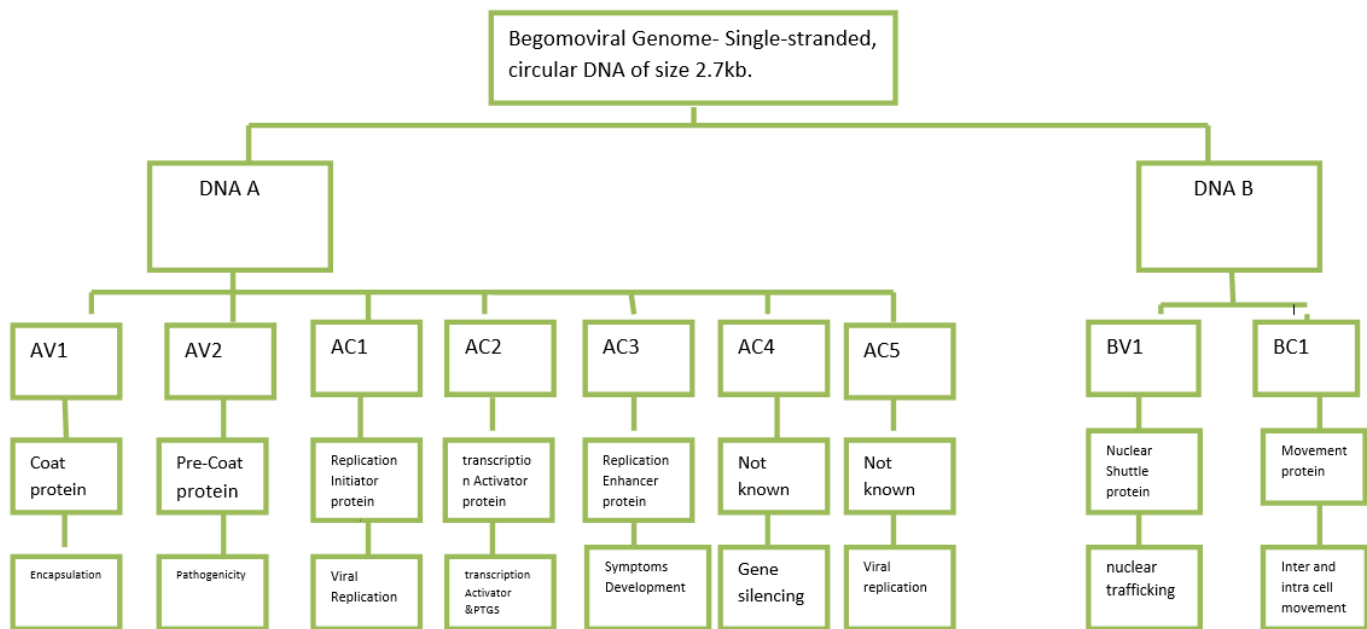 Begomoviral Genome- Single-stranded,
circular DNA of size 2.7kb.
DNA A
DNA B
AV1
AV2
AC1
AC2
AC3
AC4
AC5
BV1
BC1
Coat
protein
Pre-Coat
protein
Replication
Initiator
protein
transcriptio
n Activator
protein
Replication
Enhancer
protein
Not
known
Not
known
Nuclear
Shuttle
protein
Movement
protein
Encapsulation
Pathogenicity
Viral
Replication
transcription
Activator
&PTGS
Symptoms
Development
Gene
silencing
Viral
replication
nuclear
trafficking
Inter and
intra cell
movement